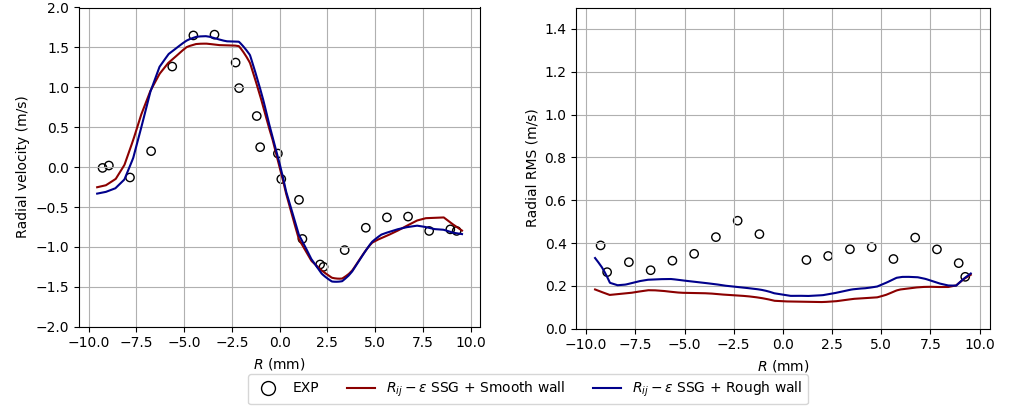 2.0
1.5
1.0
0.5
0.0
−0.5
−1.0
−1.5
−2.0
Radial velocity (m/s)
−10.0 −7.5 −5.0 −2.5 0.0 2.5 5.0 7.5 10.0
R (mm)
1.4
1.2
1.0
0.8
0.6
0.4
0.2
0.0
Radial RMS (m/s)
−10.0 −7.5 −5.0 −2.5 0.0 2.5 5.0 7.5 10.0
R (mm)
EXP R_{ij} − ε SSG + Smooth wall R_{ij} − ε SSG + Rough wall